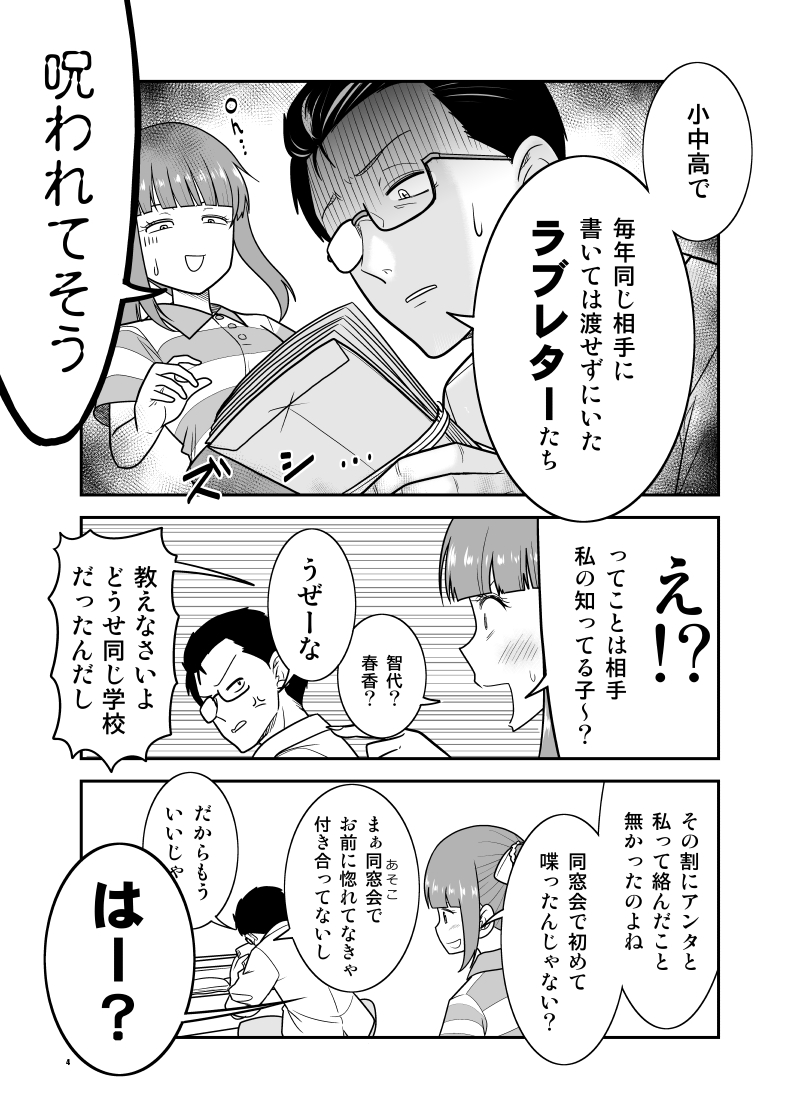 小中高で
毎年同じ相手に
書いては渡せずにいた
ラブレターたち
oh…
呪われてそう
ズシ…
え!?
ってことは相手
私の知ってる子～?
智代?
春香?
うぜーな
教えなさいよ
どうせ同じ学校
だったんだし
その割にアンタと
私って絡んだこと
無かったのよね
同窓会で初めて
喋ったんじゃない?
まぁ同窓会で
あそこ
お前に惚れてなきゃ
付き合ってないし
だからもう
いいじゃ
はー?
4